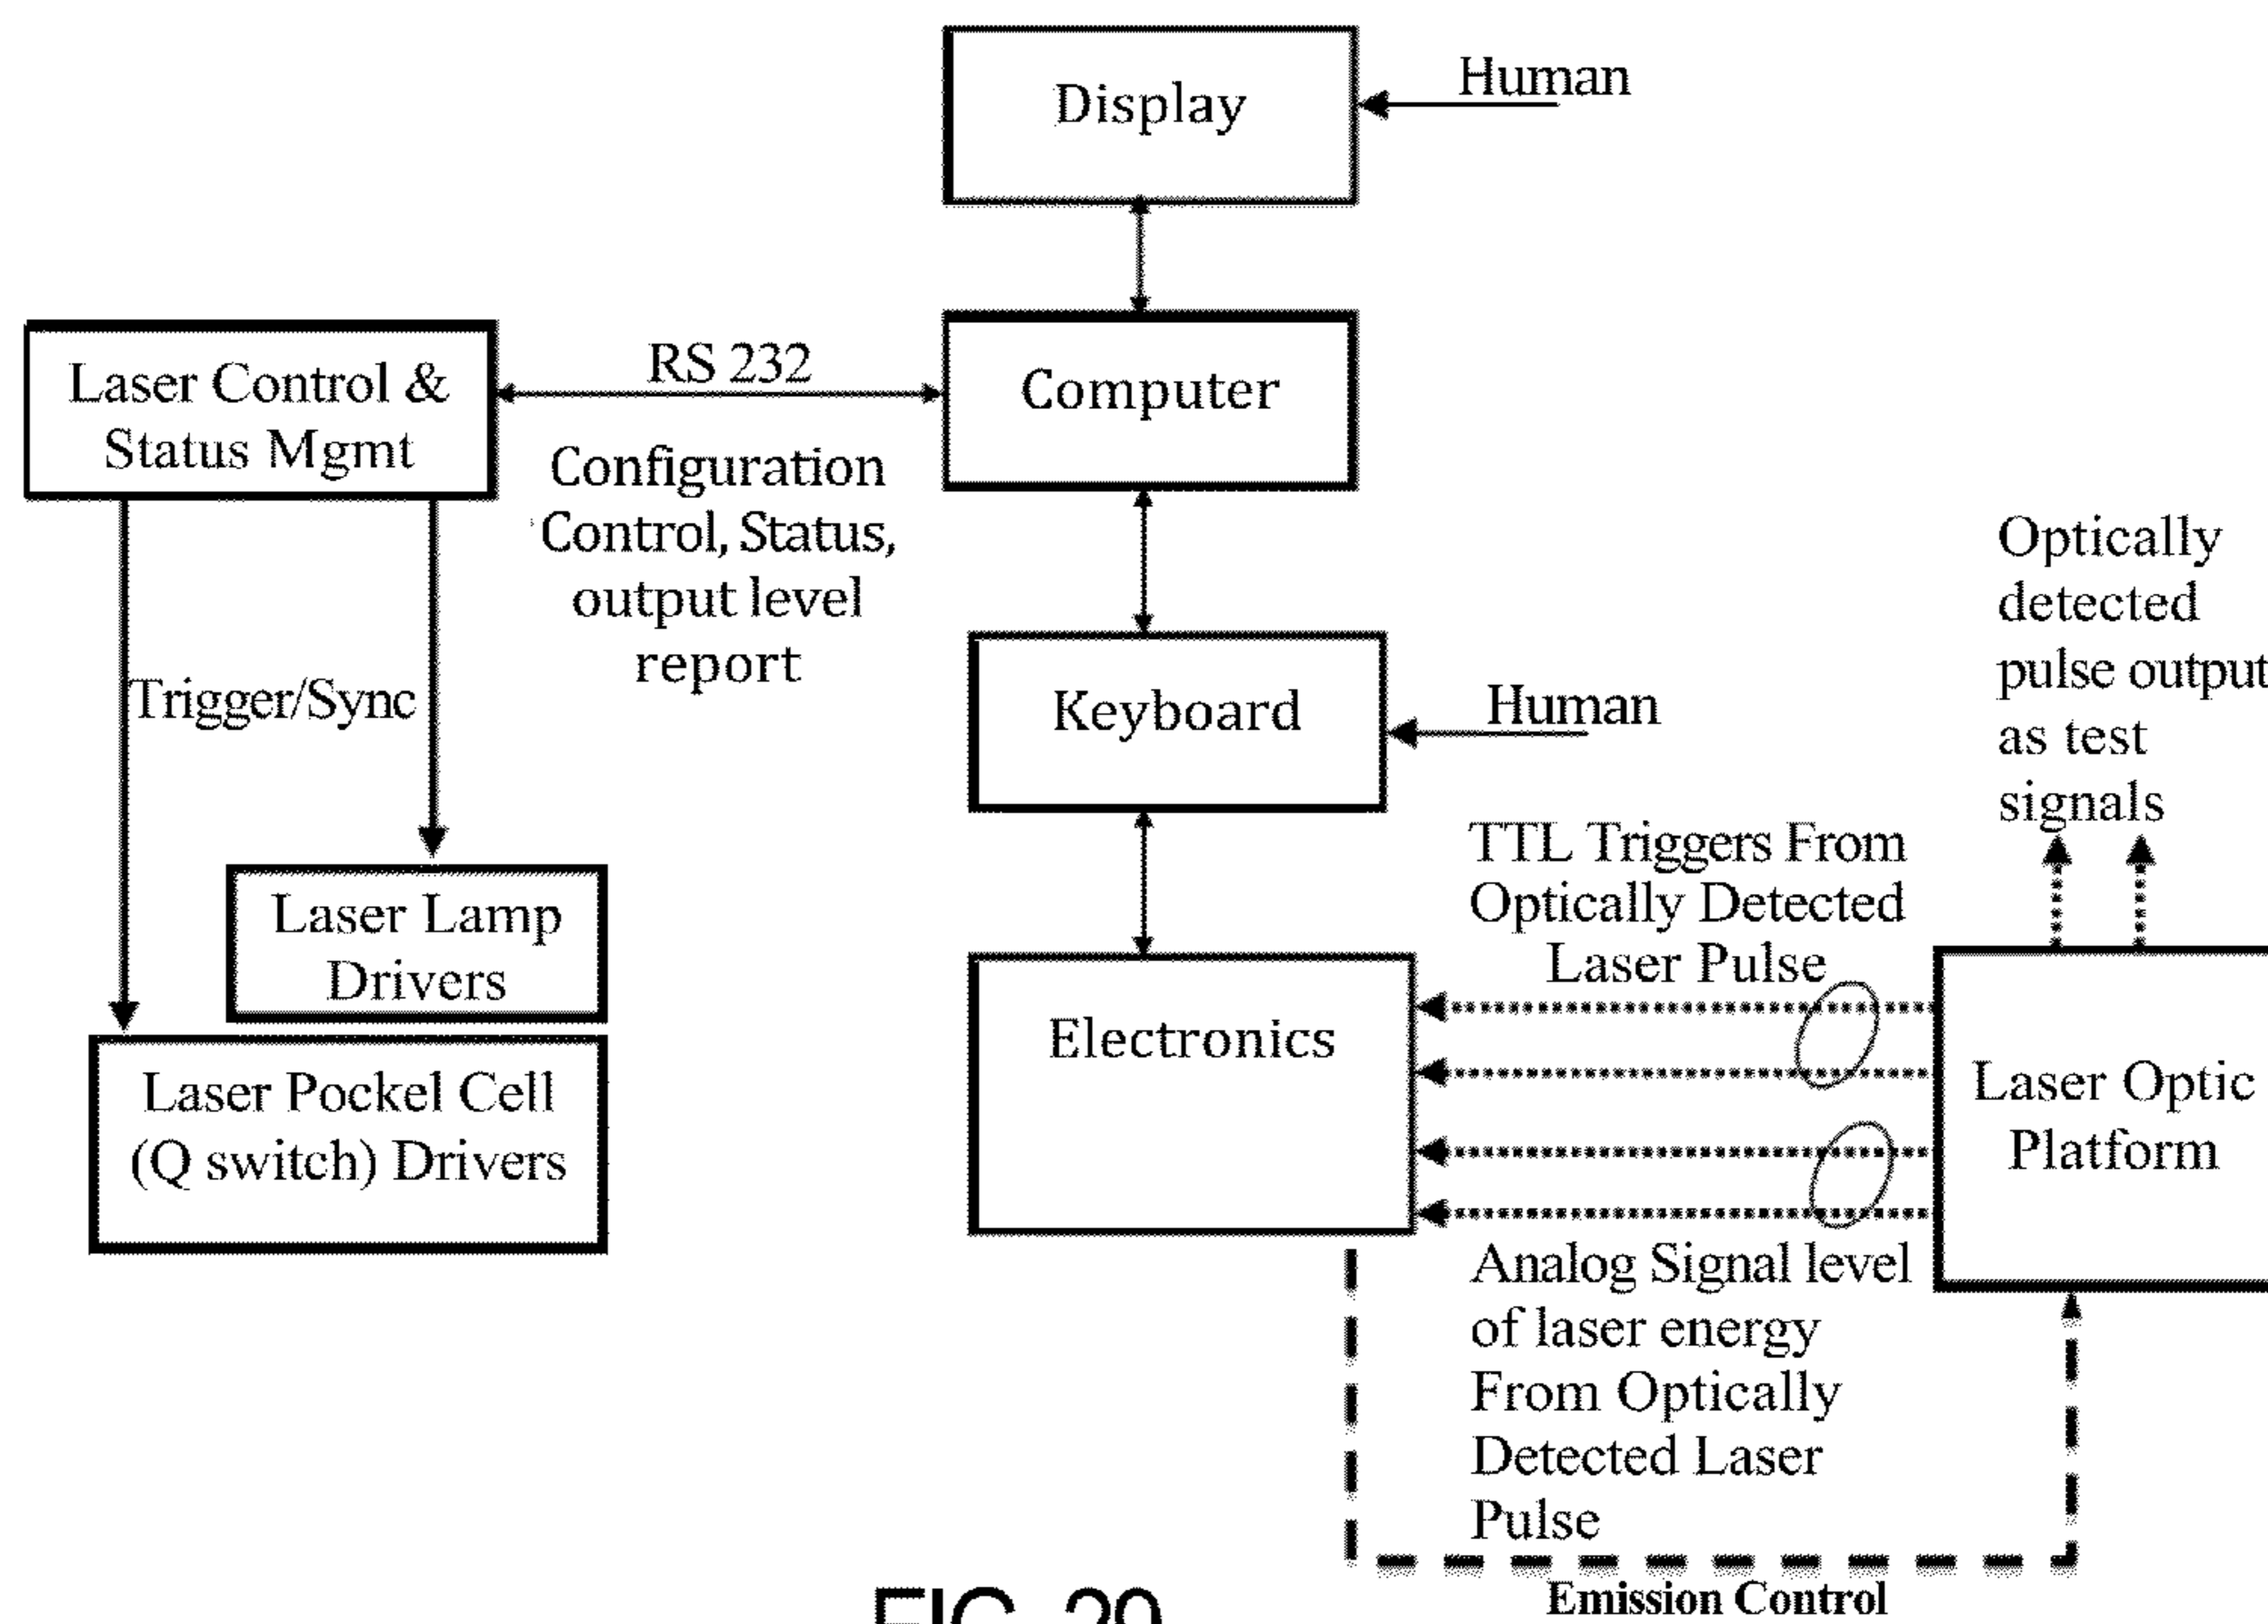 Display
Human
Laser Control &
Status Mgmt
RS 232
Configuration
Control, Status,
output level
report
Computer
Trigger/Sync
Keyboard
Human
Optically
detected
pulse output
as test
signals
Laser Lamp
Drivers
Laser Pockel Cell
(Q switch) Drivers
Electronics
TTL Triggers From
Optically Detected
Laser Pulse
Laser Optic
Platform
Analog Signal level
of laser energy
From Optically
Detected Laser
Pulse
Emission Control
FIG. 29